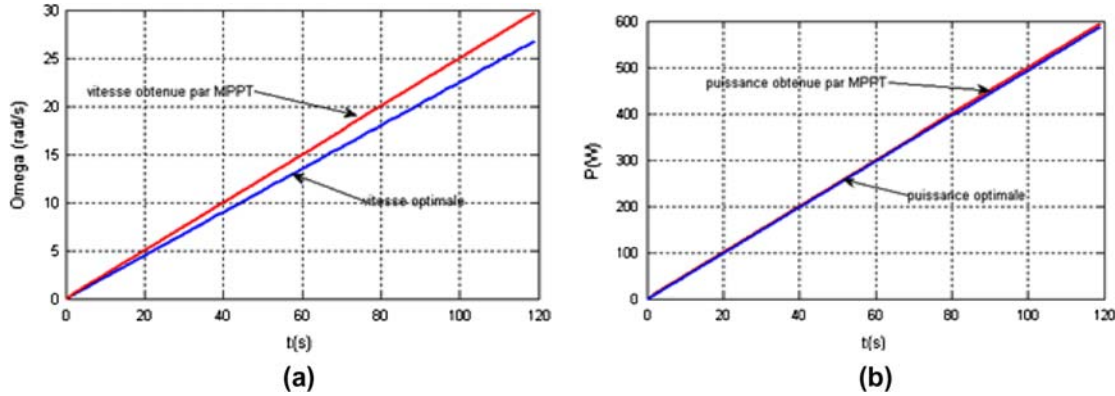 30
25
20
15
10
5
0
Omega (rad/s)
vitesse obtenue par MPPT
vitesse optimale
0 20 40 60 80 100 120
t(s)
(a)
600
500
400
300
200
100
0
P(W)
puissance obtenue par MPPT
puissance optimale
0 20 40 60 80 100 120
t(s)
(b)